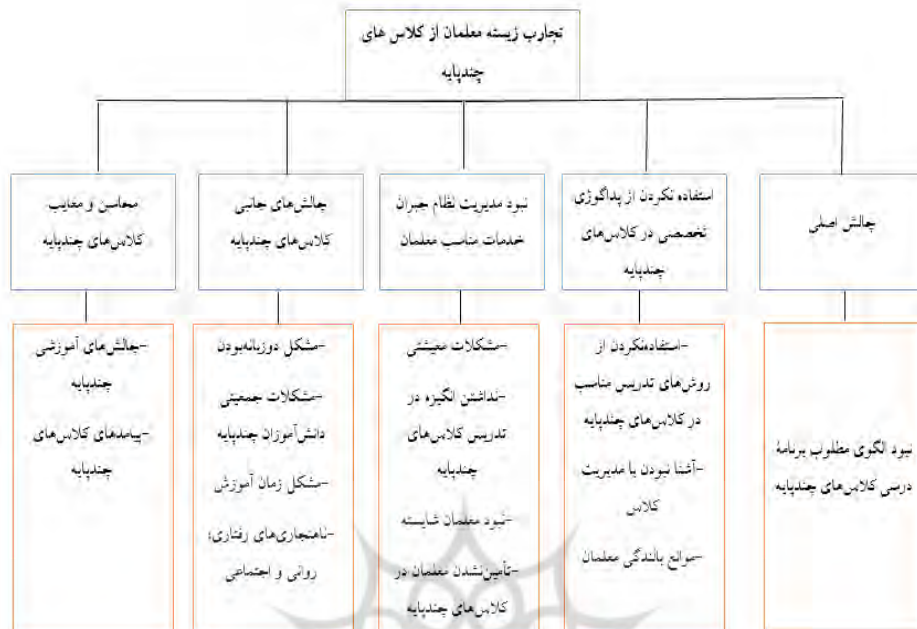 تجارب زیسته معلمان از کلاس های
چندپایه
چالش اصلی
استفاده نکردن از پداگوژی
تخصصی در کلاس‌های
چندپایه
نبود مدیریت نظام جبران
خدمات مناسب معلمان
چالش‌های جانبی
کلاس‌های چندپایه
محاسن و معایب
کلاس‌های چندپایه
نبود الگوی مطلوب برنامهٔ
درسی کلاس‌های چندپایه
-استفاده‌نکردن از
روش‌های تدریس مناسب
در کلاس‌های چندپایه
-آشنا نبودن با مدیریت
کلاس
-موانع بالندگی معلمان
-مشکلات معیشتی
-نداشتن انگیزه در
تدریس کلاس‌های
چندپایه
-نبود معلمان شایسته
-تأمین‌نشدن معلمان در
کلاس‌های چندپایه
-مشکل دوزبانه‌بودن
-مشکلات جمعیتی
دانش‌آموزان چندپایه
-مشکل زمان آموزش
-ناهنجاری‌های رفتاری؛
روانی و اجتماعی
-چالش‌های آموزشی
چندپایه
-پیامدهای کلاس‌های
چندپایه